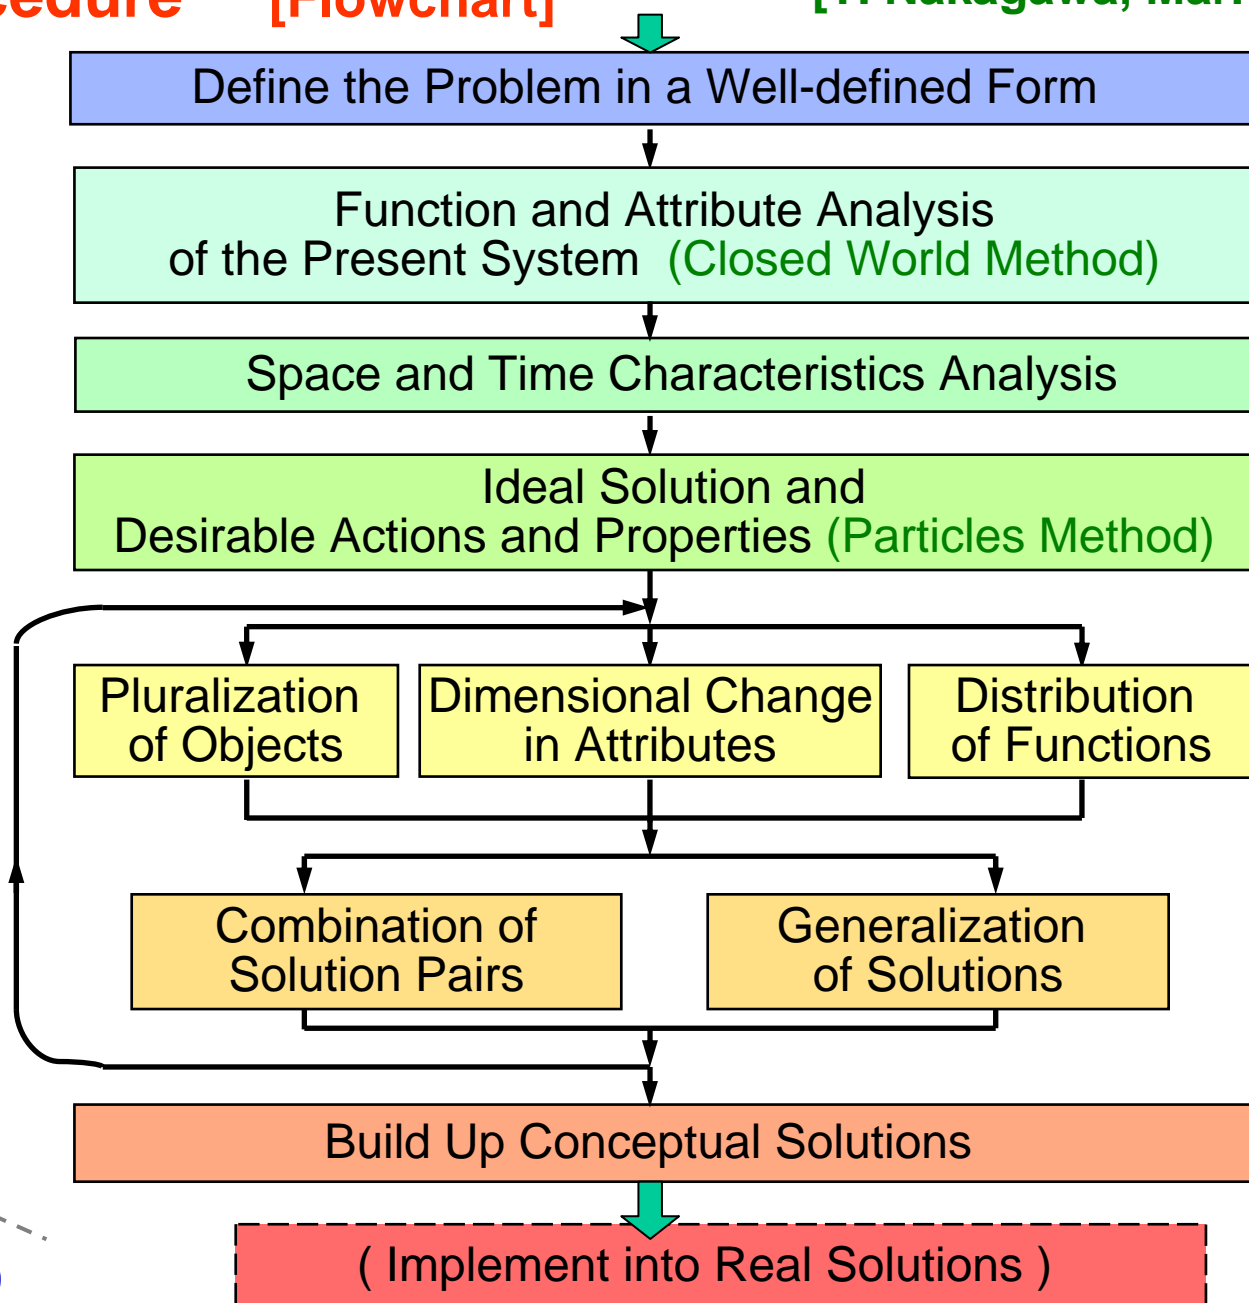 [Flowchart]
Define the Problem in a Well-defined Form
Function and Attribute Analysis
of the Present System (Closed World Method)
Space and Time Characteristics Analysis
Ideal Solution and
Desirable Actions and Properties (Particles Method)
Pluralization
of Objects
Dimensional Change
in Attributes
Distribution
of Functions
Combination of
Solution Pairs
Generalization
of Solutions
Build Up Conceptual Solutions
( Implement into Real Solutions )